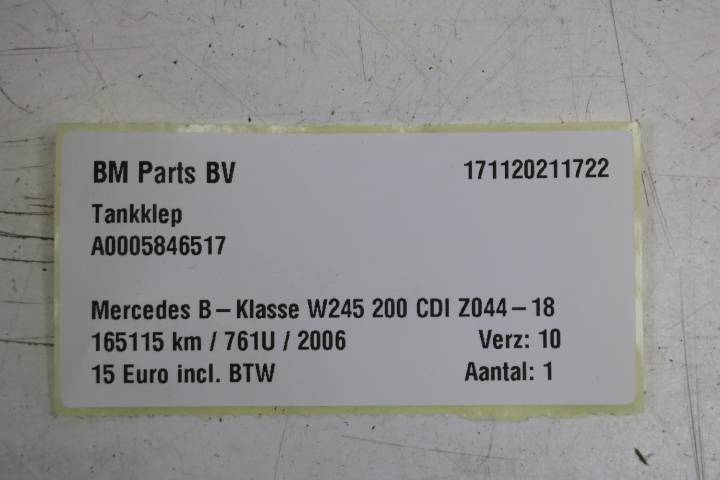 BM Parts BV 171120211722
Tankklep
A0005846517
Mercedes B-Klasse W245 200 CDI Z044-18
165115 km / 761U / 2006 Verz: 10
15 Euro incl. BTW Aantal: 1